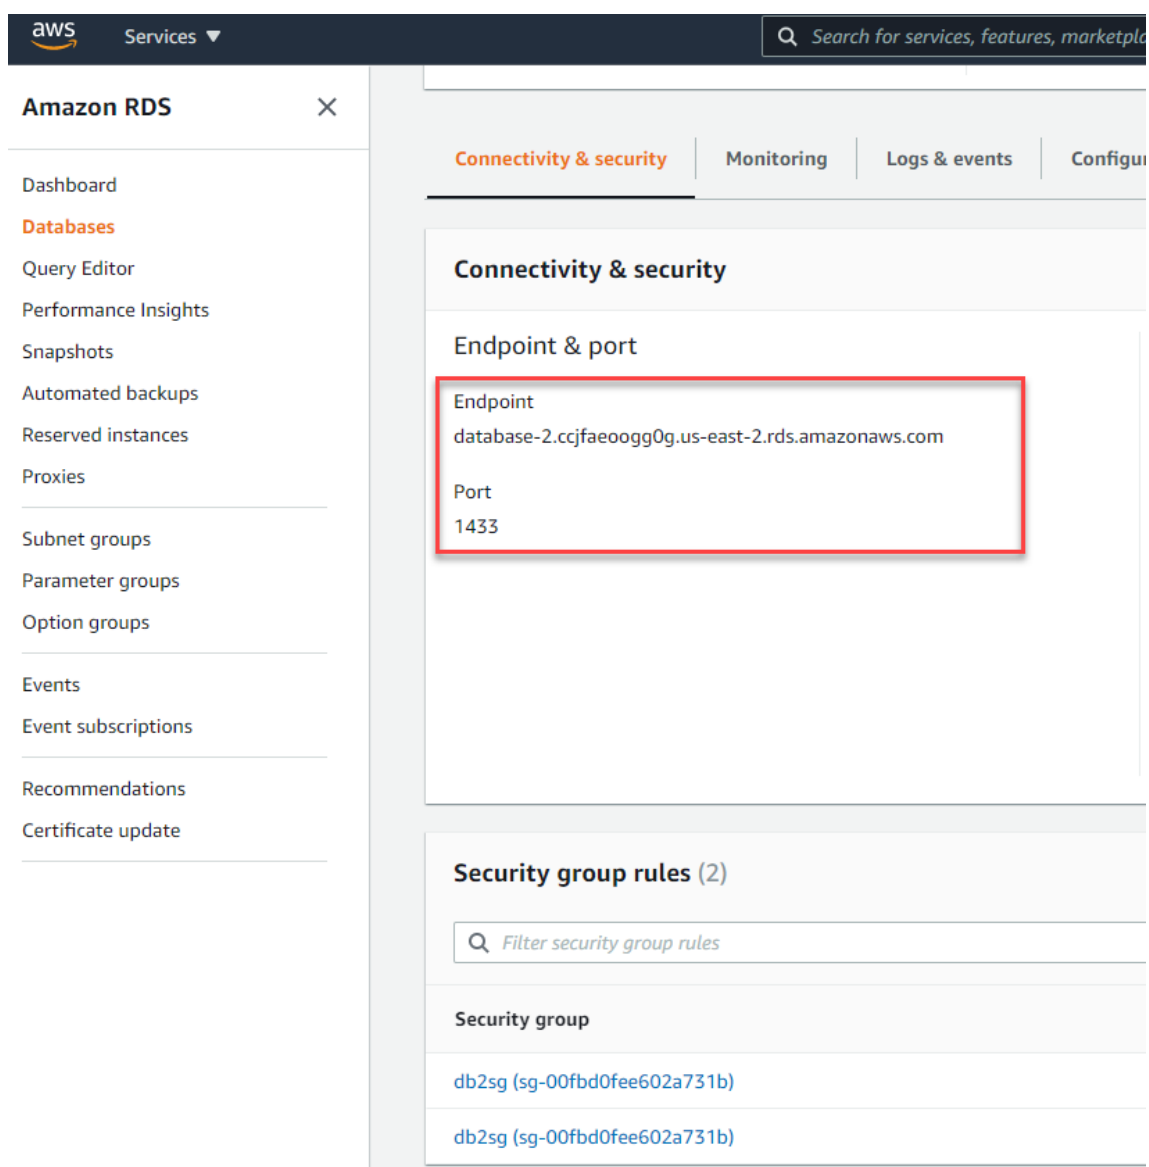 aws
Services ▼
Search for services, features, marketpla
Amazon RDS
Dashboard
Databases
Query Editor
Performance Insights
Snapshots
Automated backups
Reserved instances
Proxies
Subnet groups
Parameter groups
Option groups
Events
Event subscriptions
Recommendations
Certificate update
Connectivity & security
Monitoring
Logs & events
Configur
Connectivity & security
Endpoint & port
Endpoint
database-2.ccjfaeoogg0g.us-east-2.rds.amazonaws.com
Port
1433
Security group rules (2)
Filter security group rules
Security group
db2sg (sg-00fbd0fee602a731b)
db2sg (sg-00fbd0fee602a731b)